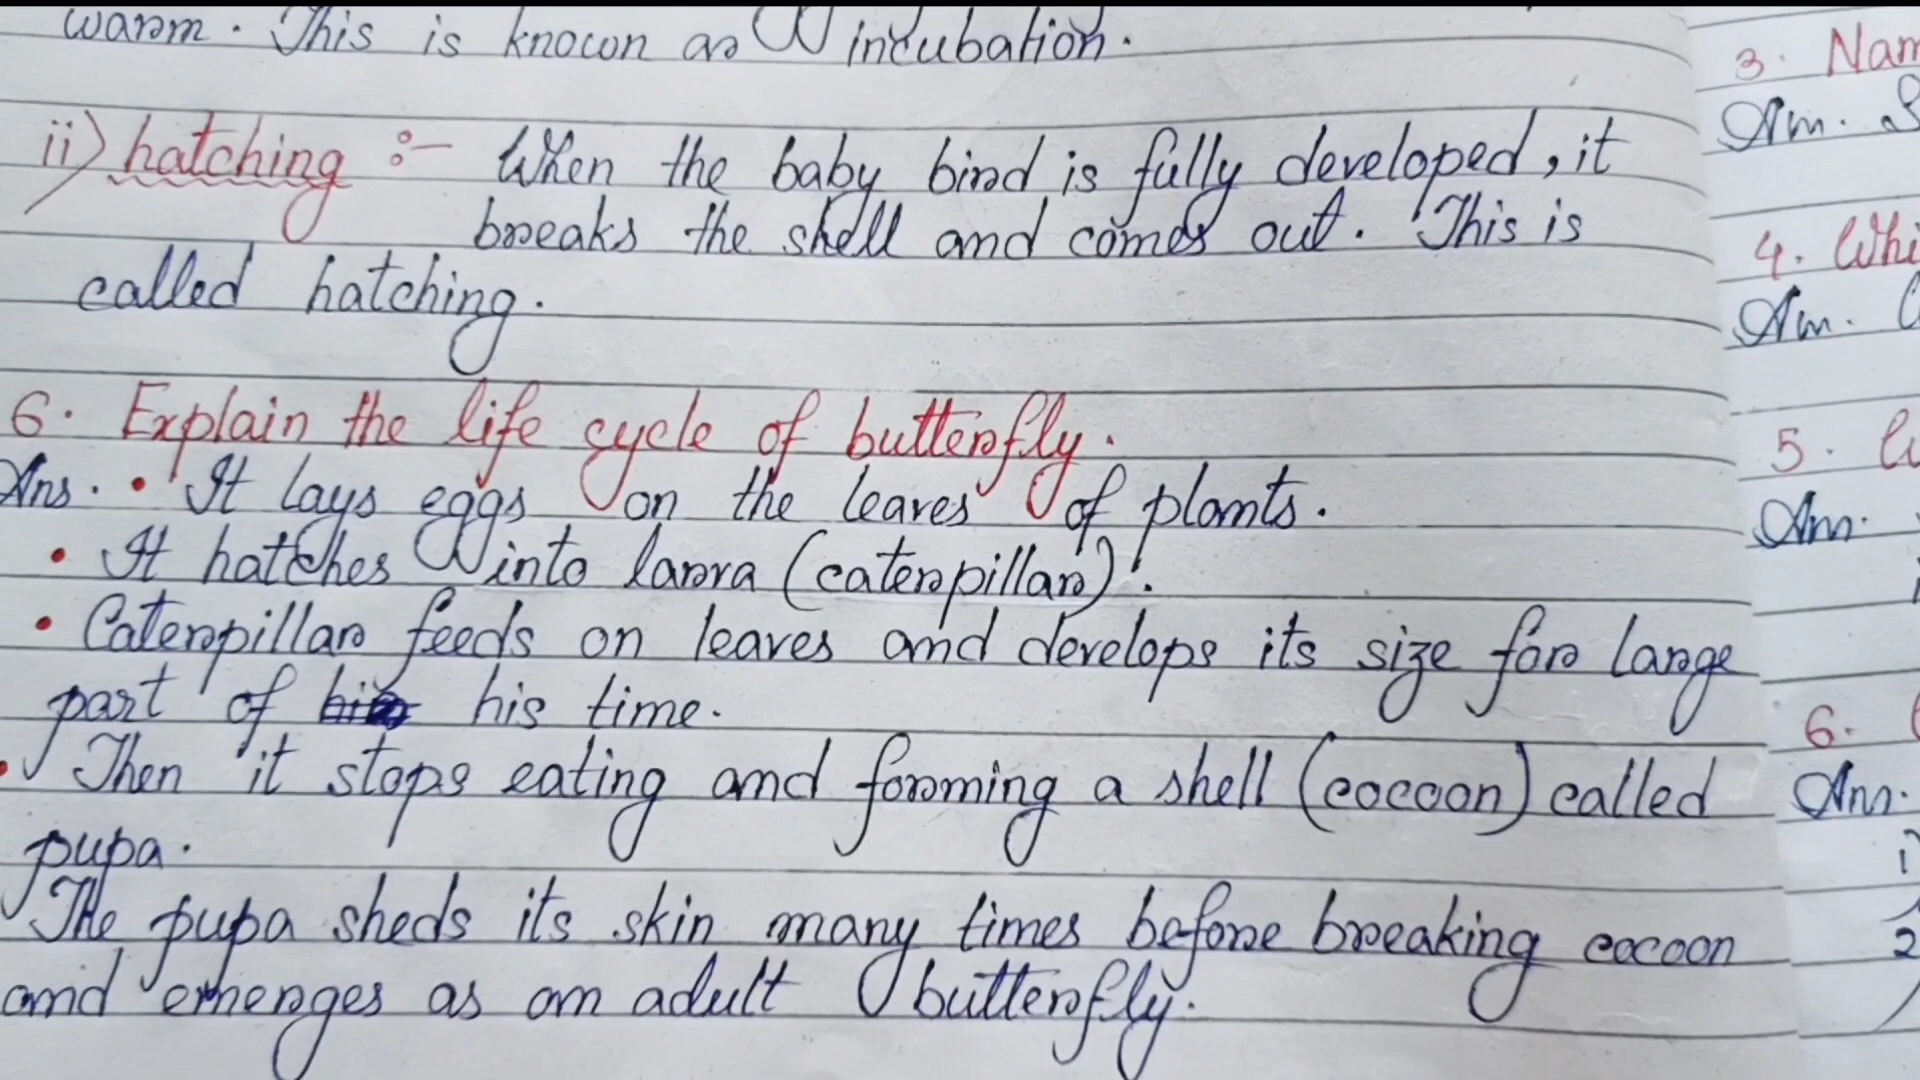 warm. This is known as incubation.
ii) hatching :- When the baby bird is fully developed, it
breaks the shell and comes out. This is
called hatching.
6. Explain the life cycle of butterfly.
Ans. • It lays eggs on the leaves of plants.
• It hatches into larva (caterpillar).
• Caterpillar feeds on leaves and develops its size for large
part of his time.
• Then it stops eating and forming a shell (cocoon) called
pupa.
The pupa sheds its skin many times before breaking cocoon
and emerges as an adult butterfly.
3. Nam
Ans.
4. Whi
Ans.
5.
Ans.
6.
Ans.
1)
2